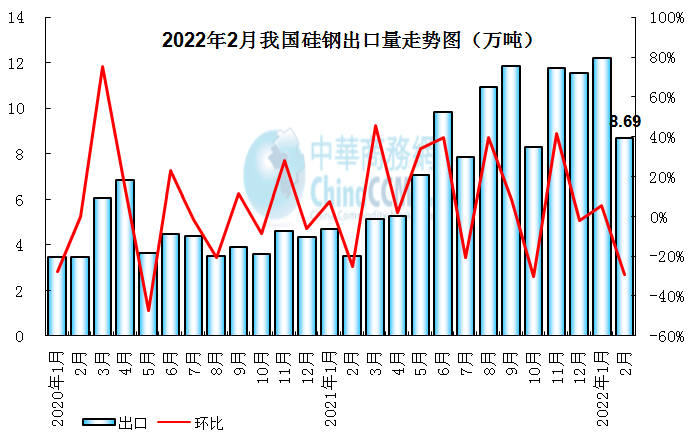 2022年2月我国硅钢出口量走势图（万吨）
14
12
10
8
6
4
2
0
100%
80%
60%
40%
20%
0%
-20%
-40%
-60%
8.69
中華商務網
ChinaCCM
2020年1月
2月
3月
4月
5月
6月
7月
8月
9月
10月
11月
12月
2021年1月
2月
3月
4月
5月
6月
7月
8月
9月
10月
11月
12月
2022年1月
2月
出口
环比